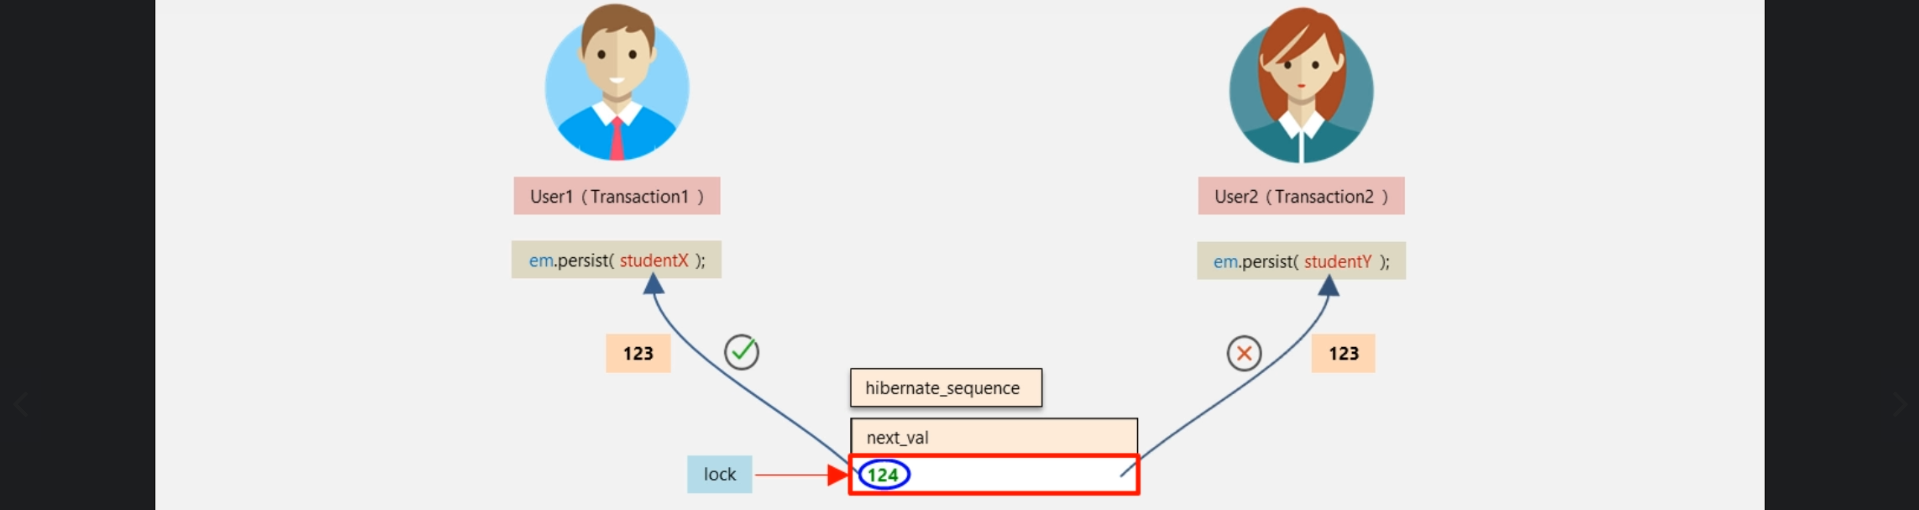 User1 (Transaction1 )
User2 (Transaction2 )
em.persist( studentX );
em.persist( studentY );
123
123
hibernate_sequence
next_val
lock
124